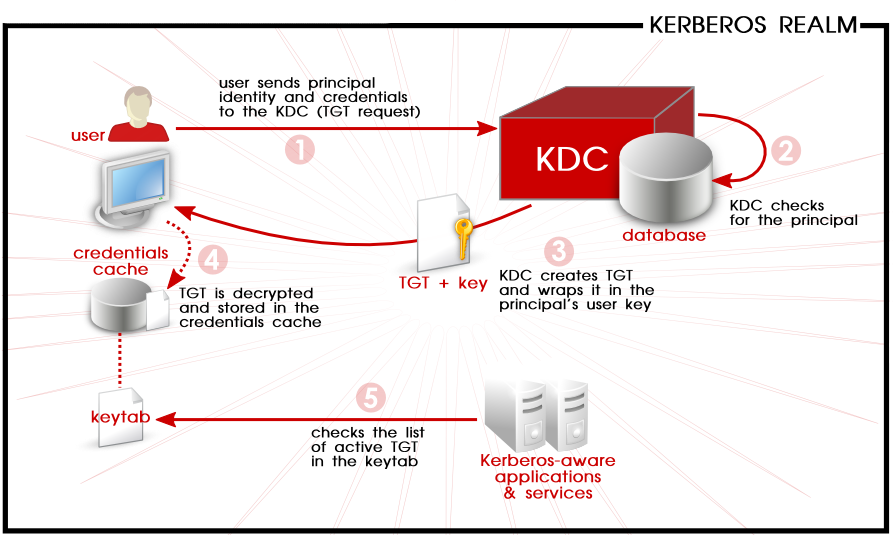 KERBEROS REALM
user sends principal
identity and credentials
to the KDC (TGT request)
user
1
KDC
2
KDC checks
for the principal
database
credentials
cache
4
TGT + key
3
KDC creates TGT
and wraps it in the
principal's user key
TGT is decrypted
and stored in the
credentials cache
keytab
5
checks the list
of active TGT
in the keytab
Kerberos-aware
applications
& services